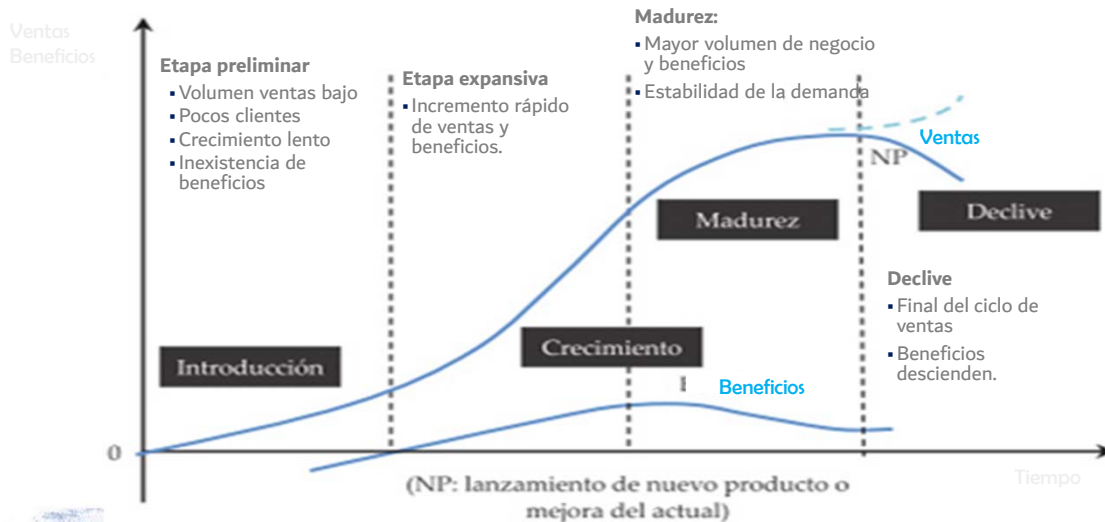 Ventas
Beneficios
Etapa preliminar
▪ Volumen ventas bajo
▪ Pocos clientes
▪ Crecimiento lento
▪ Inexistencia de
beneficios
Etapa expansiva
▪ Incremento rápido
de ventas y
beneficios.
Madurez:
▪ Mayor volumen de negocio
y beneficios
▪ Estabilidad de la demanda
Ventas
NP
Madurez
Declive
Declive
▪ Final del ciclo de
ventas
▪ Beneficios
descienden.
Introducción
Crecimiento
Beneficios
0
Tiempo
(NP: lanzamiento de nuevo producto o
mejora del actual)